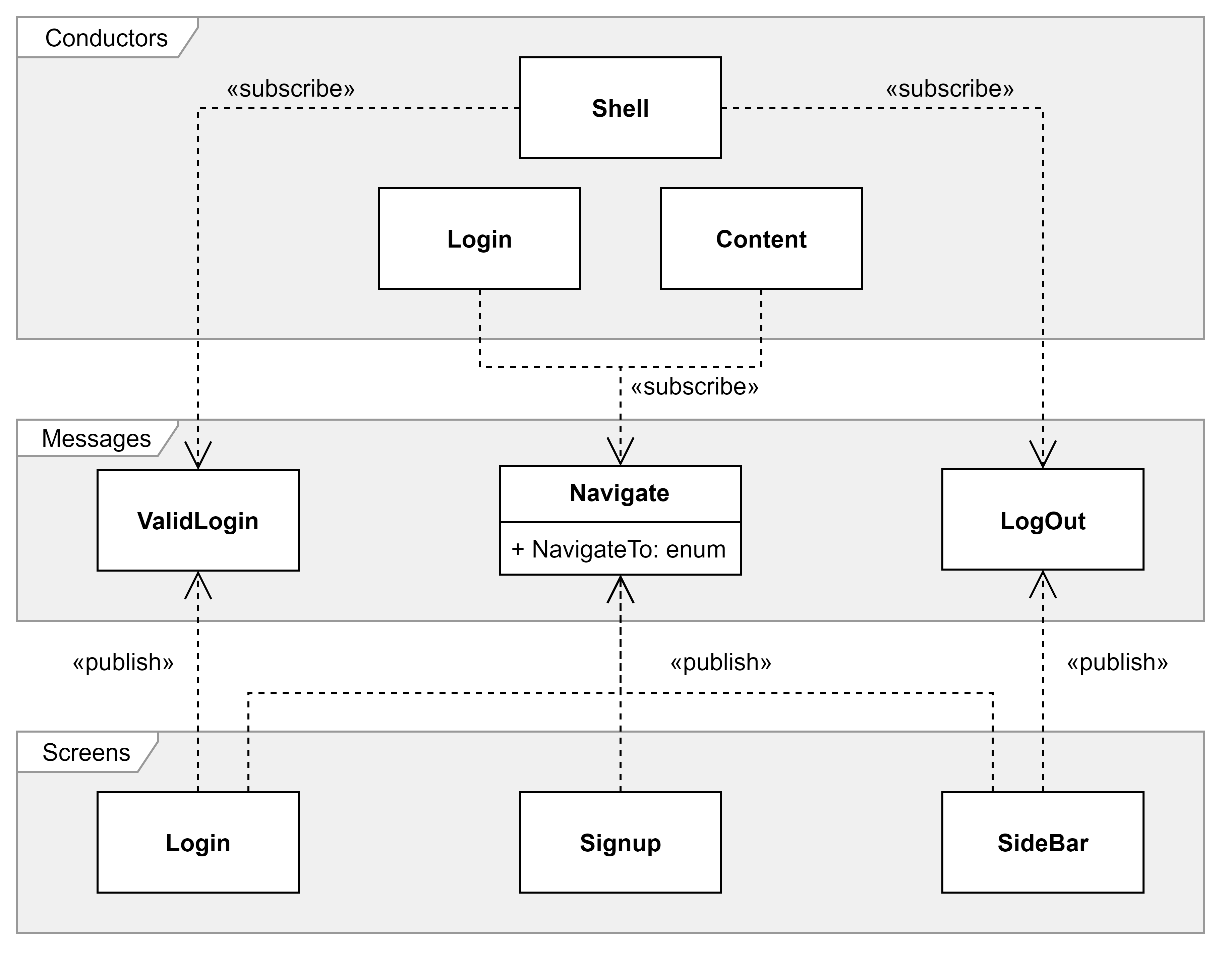 Conductors
«subscribe»
«subscribe»
Shell
Login
Content
«subscribe»
Messages
ValidLogin
Navigate
+ NavigateTo: enum
LogOut
«publish»
«publish»
«publish»
Screens
Login
Signup
SideBar